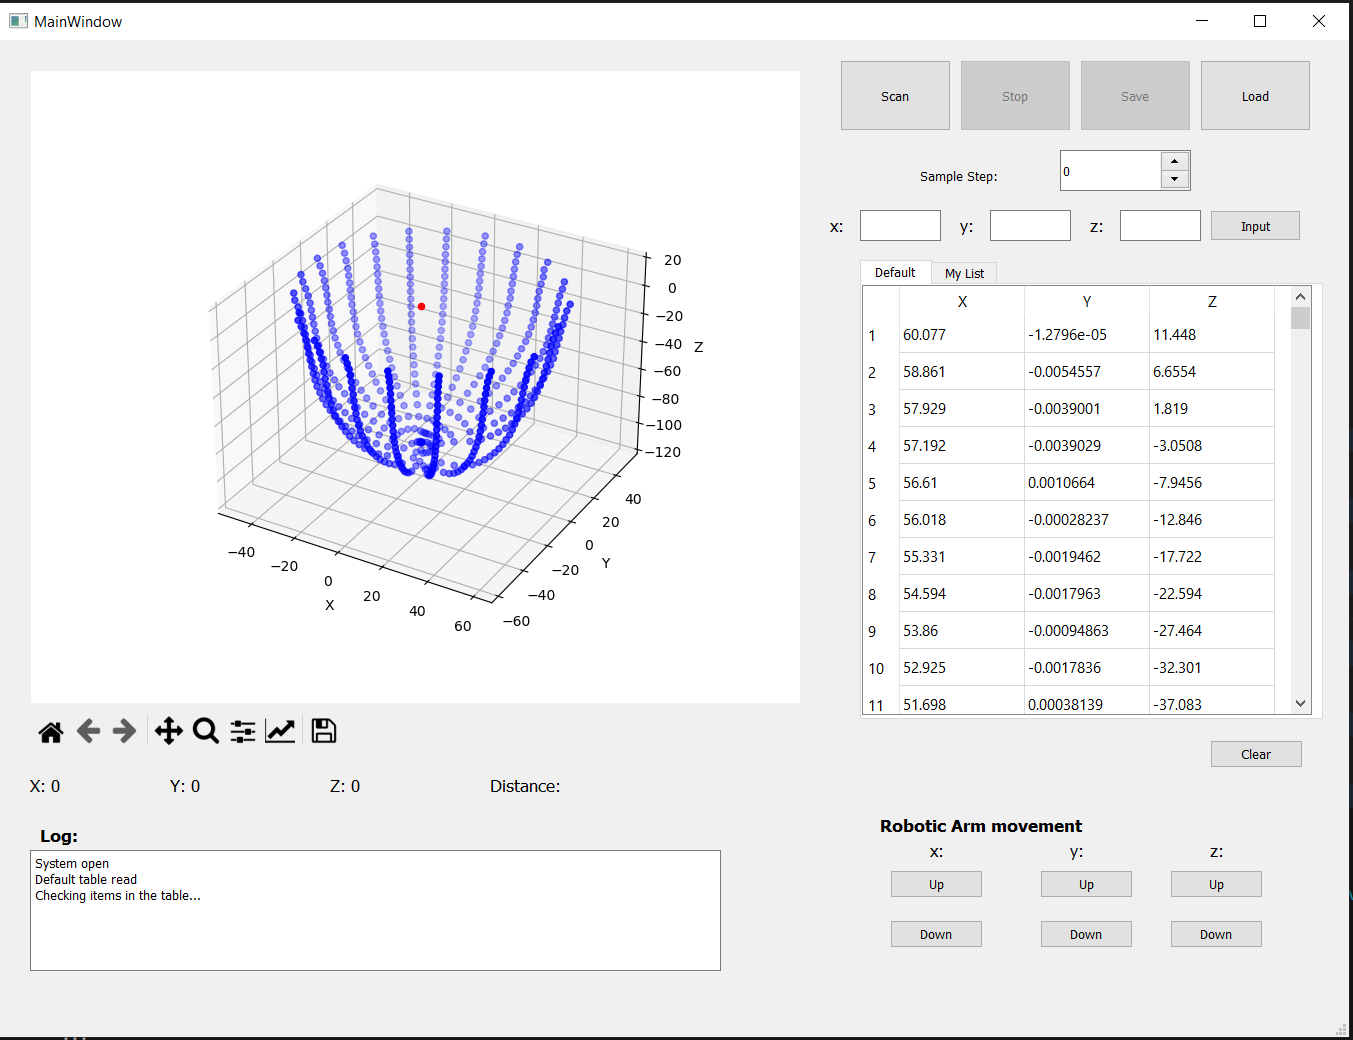 MainWindow
Scan Stop Save Load
Sample Step: 0
x: y: z: Input
Default My List
X Y Z
1 60.077 -1.2796e-05 11.448
2 58.861 -0.0054557 6.6554
3 57.929 -0.0039001 1.819
4 57.192 -0.0039029 -3.0508
5 56.61 0.0010664 -7.9456
6 56.018 -0.00028237 -12.846
7 55.331 -0.0019462 -17.722
8 54.594 -0.0017963 -22.594
9 53.86 -0.00094863 -27.464
10 52.925 -0.0017836 -32.301
11 51.698 0.00038139 -37.083
Clear
20
0
−20
−40
Z
−60
−80
−100
−120
40
20
0
Y
−20
−40
−60
−40
−20
0
X
20
40
60
X: 0 Y: 0 Z: 0 Distance:
Log:
System open
Default table read
Checking items in the table...
Robotic Arm movement
x: y: z:
Up Up Up
Down Down Down